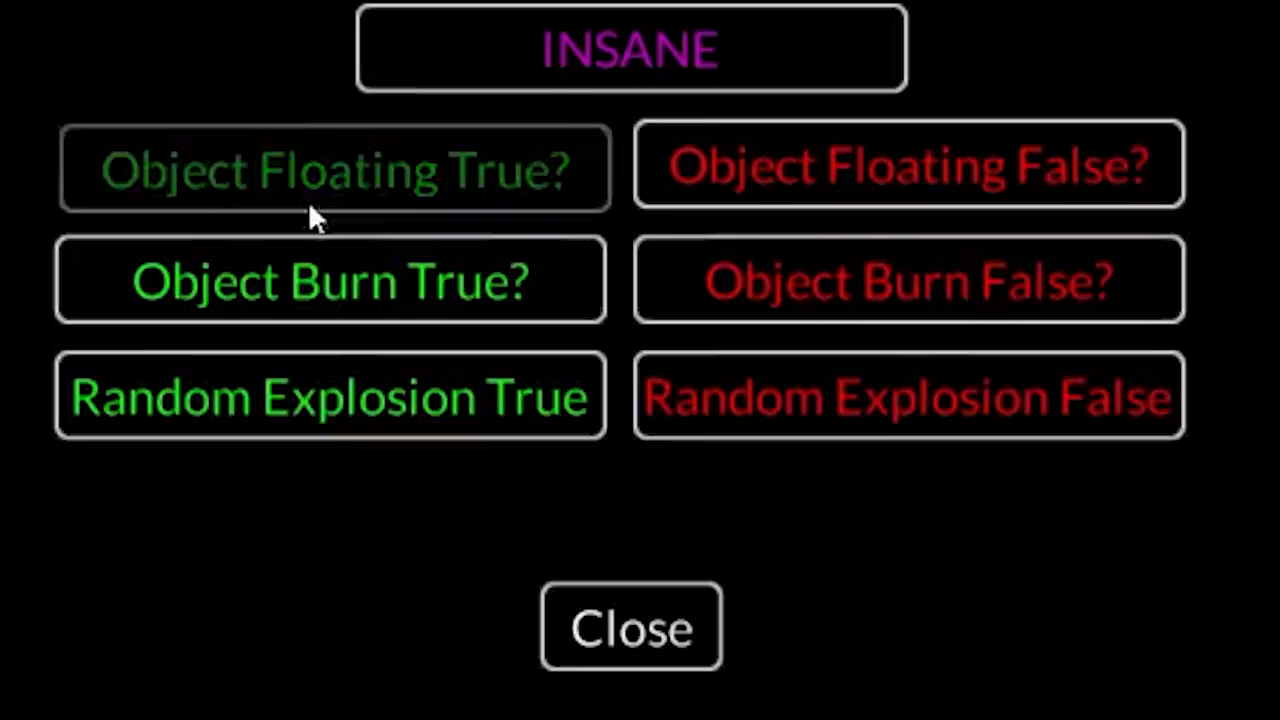 INSANE
Object Floating True?
Object Floating False?
Object Burn True?
Object Burn False?
Random Explosion True
Random Explosion False
Close